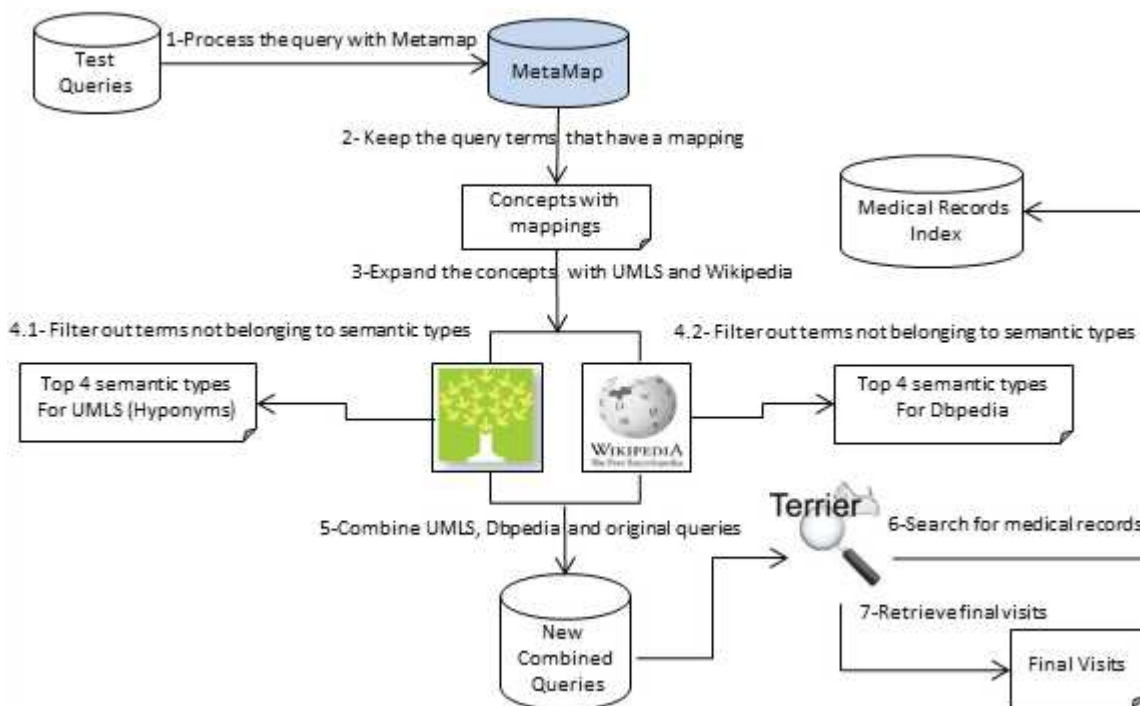 1-Process the query with Metamap
Test
Queries
MetaMap
2- Keep the query terms that have a mapping
Concepts with
mappings
Medical Records
Index
3-Expand the concepts with UMLS and Wikipedia
4.1- Filter out terms not belonging to semantic types
4.2- Filter out terms not belonging to semantic types
Top 4 semantic types
For UMLS (Hyponyms)
WIKIPEDIA
The Free Encyclopedia
Top 4 semantic types
For Dbpedia
5-Combine UMLS, Dbpedia and original queries
Terrier
6-Search for medical records
New
Combined
Queries
7-Retrieve final visits
Final Visits